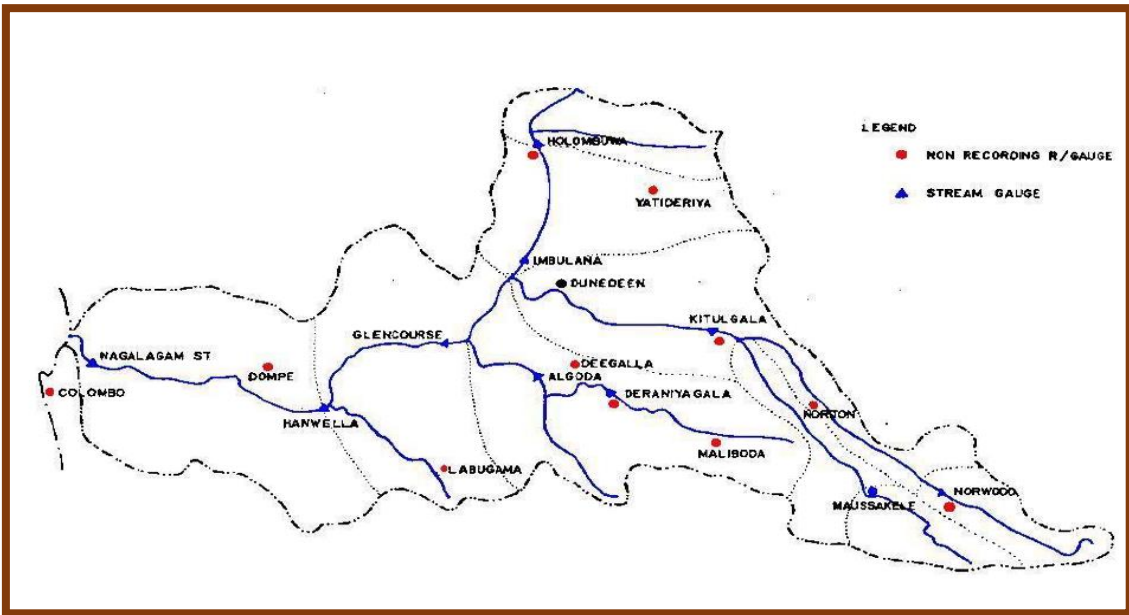 HOLOMBUWA
LEGEND
NON RECORDING R/GAUGE
STREAM GAUGE
YATIDERIYA
IMBULANA
DUNEDEEN
KITULGALA
GLENCOURSE
NAGALAGAM ST
DEEGALLA
DOMPE
ALGODA
COLOMBO
DERANIYAGALA
NORTON
HANWELLA
MALIBODA
LABUGAMA
NORWOOD
MAUSSAKELE